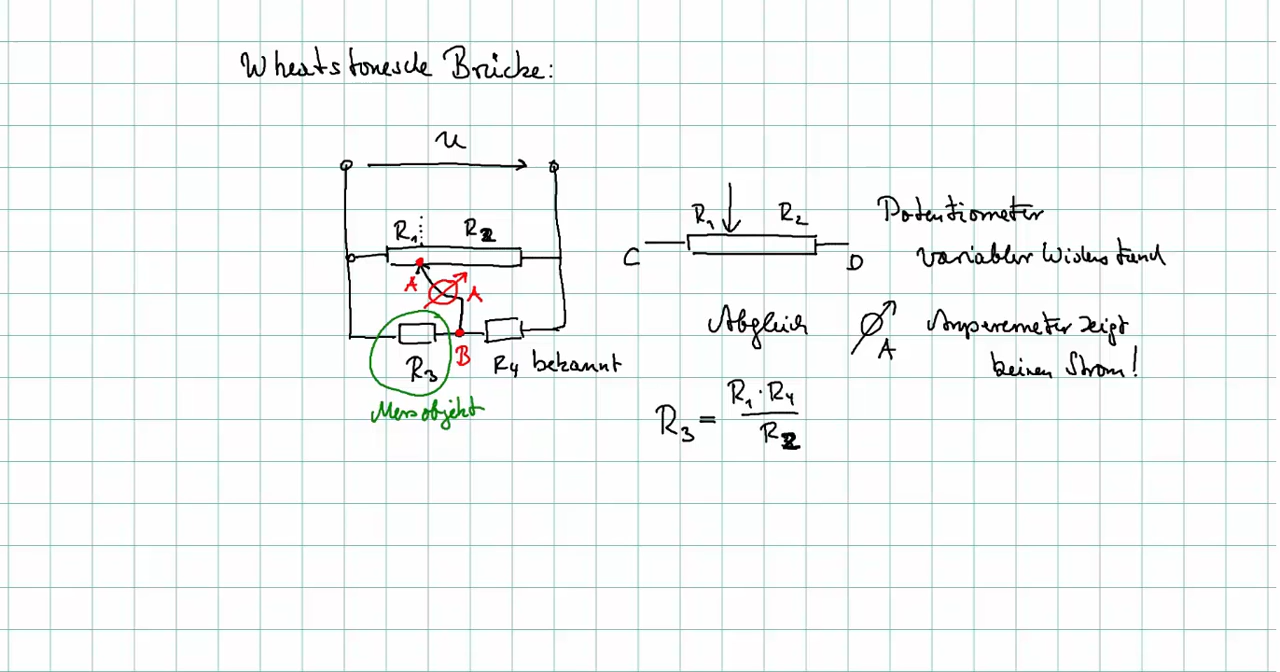 Wheatstonesche Brücke:
U
R1 R2
A
A
R3 B R4 bekannt
Messobjekt
R1 R2
C D
Potentiometer
variabler Widerstand
Abgleich
A
Amperemeter zeigt
keinen Strom!
R3 = R1 · R4 / R2